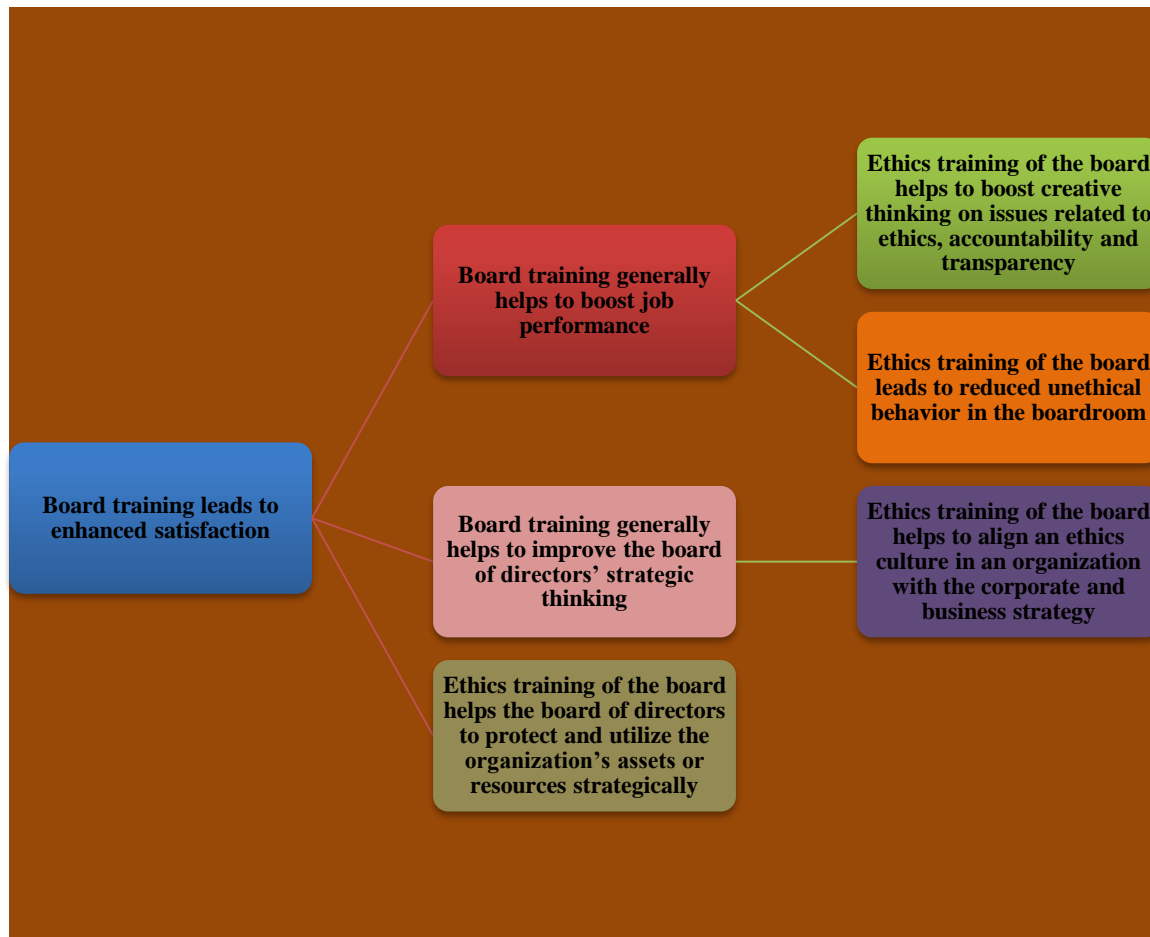 Board training leads to
enhanced satisfaction
Board training generally
helps to boost job
performance
Ethics training of the board
helps to boost creative
thinking on issues related to
ethics, accountability and
transparency
Ethics training of the board
leads to reduced unethical
behavior in the boardroom
Board training generally
helps to improve the board
of directors’ strategic
thinking
Ethics training of the board
helps to align an ethics
culture in an organization
with the corporate and
business strategy
Ethics training of the board
helps the board of directors
to protect and utilize the
organization’s assets or
resources strategically